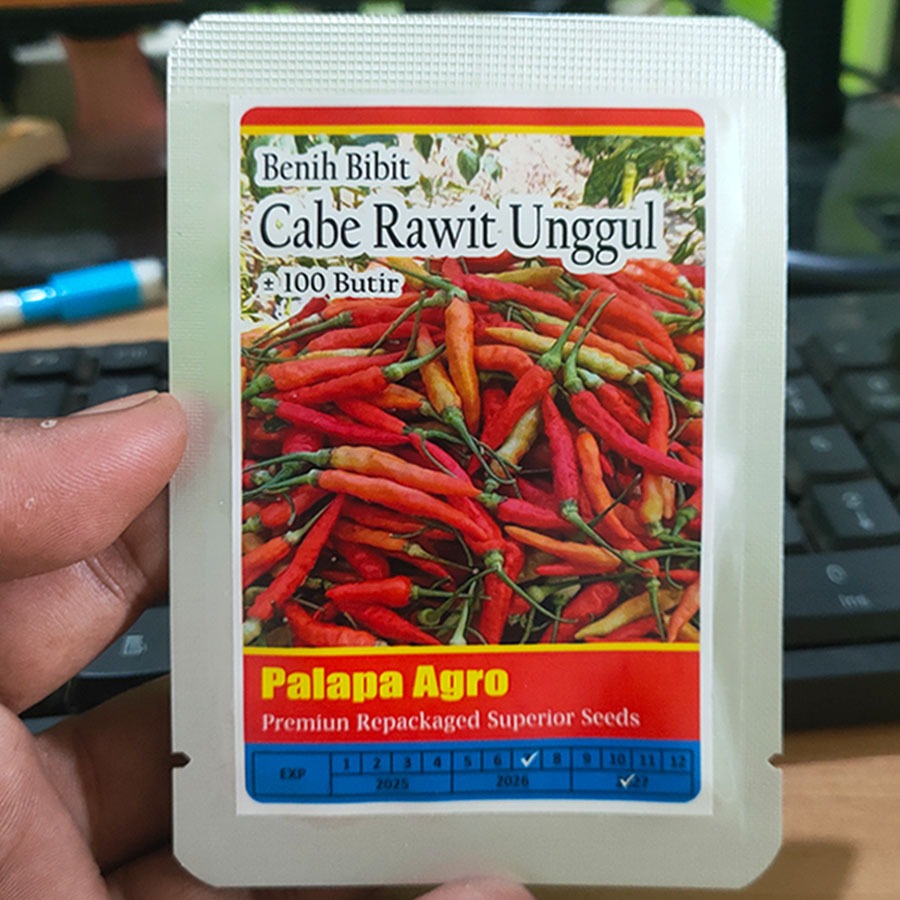 Benih Bibit
Cabe Rawit Unggul
± 100 Butir
Palapa Agro
Premiun Repackaged Superior Seeds
EXP 1 2 3 4 5 6 8 9 10 11 12
2025 2026